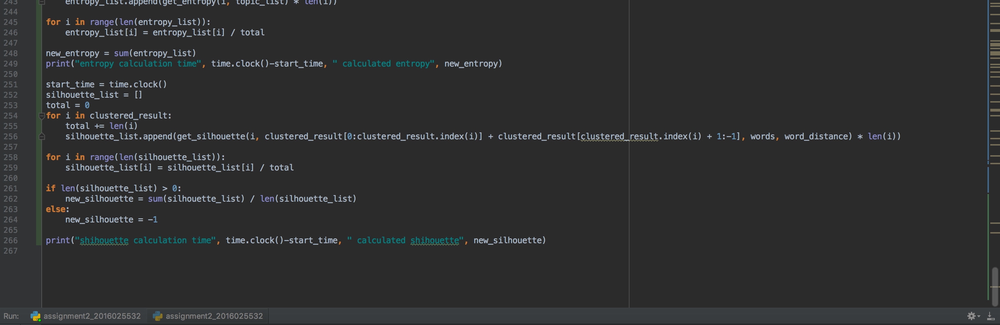 243 entropy_list.append(get_entropy(i, topic_list) * len(i))
244
245 for i in range(len(entropy_list)):
246     entropy_list[i] = entropy_list[i] / total
247
248 new_entropy = sum(entropy_list)
249 print("entropy calculation time", time.clock()-start_time, " calculated entropy", new_entropy)
250
251 start_time = time.clock()
252 silhouette_list = []
253 total = 0
254 for i in clustered_result:
255     total += len(i)
256     silhouette_list.append(get_silhouette(i, clustered_result[0:clustered_result.index(i)] + clustered_result[clustered_result.index(i) + 1:-1], words, word_distance) * len(i))
257
258 for i in range(len(silhouette_list)):
259     silhouette_list[i] = silhouette_list[i] / total
260
261 if len(silhouette_list) > 0:
262     new_silhouette = sum(silhouette_list) / len(silhouette_list)
263 else:
264     new_silhouette = -1
265
266 print("shihouette calculation time", time.clock()-start_time, " calculated shihouette", new_silhouette)
267
Run: assignment2_2016025532 assignment2_2016025532